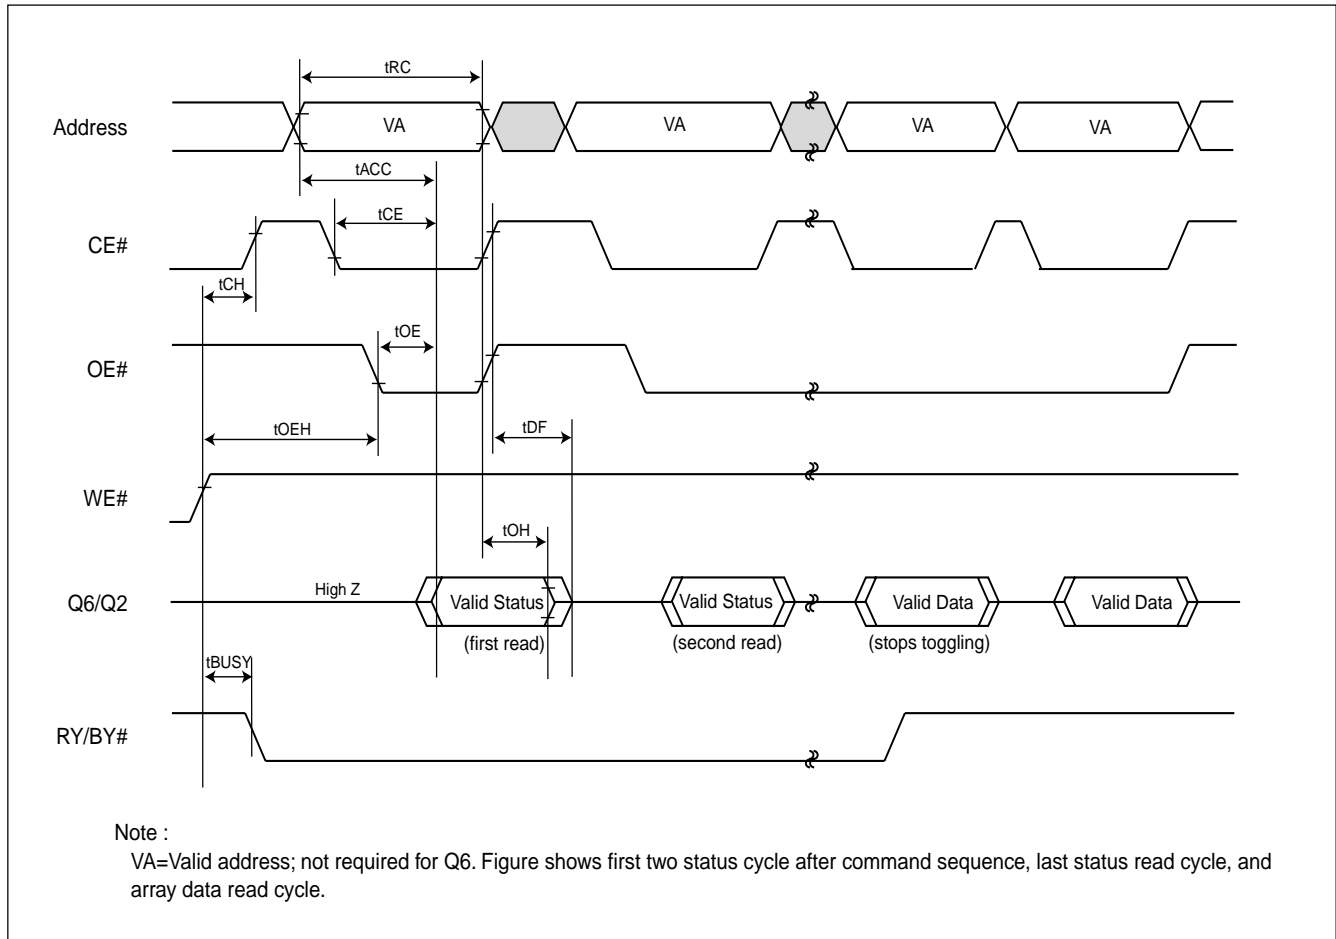 tRC
Address
VA
VA
VA
VA
tACC
tCE
CE#
tCH
tOE
OE#
tOEH
tDF
WE#
tOH
High Z
Q6/Q2
Valid Status
Valid Status
Valid Data
Valid Data
(first read)
(second read)
(stops toggling)
tBUSY
RY/BY#
Note :
VA=Valid address; not required for Q6. Figure shows first two status cycle after command sequence, last status read cycle, and
array data read cycle.